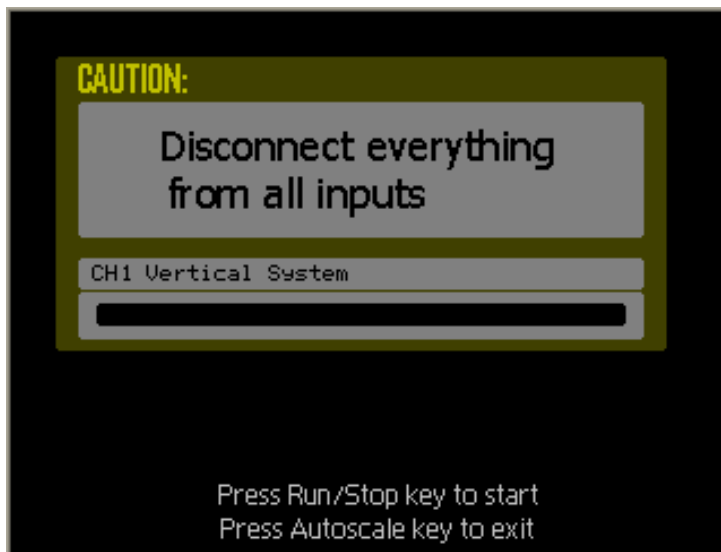 CAUTION:
Disconnect everything
from all inputs
CH1 Vertical System
Press Run/Stop key to start
Press Autoscale key to exit